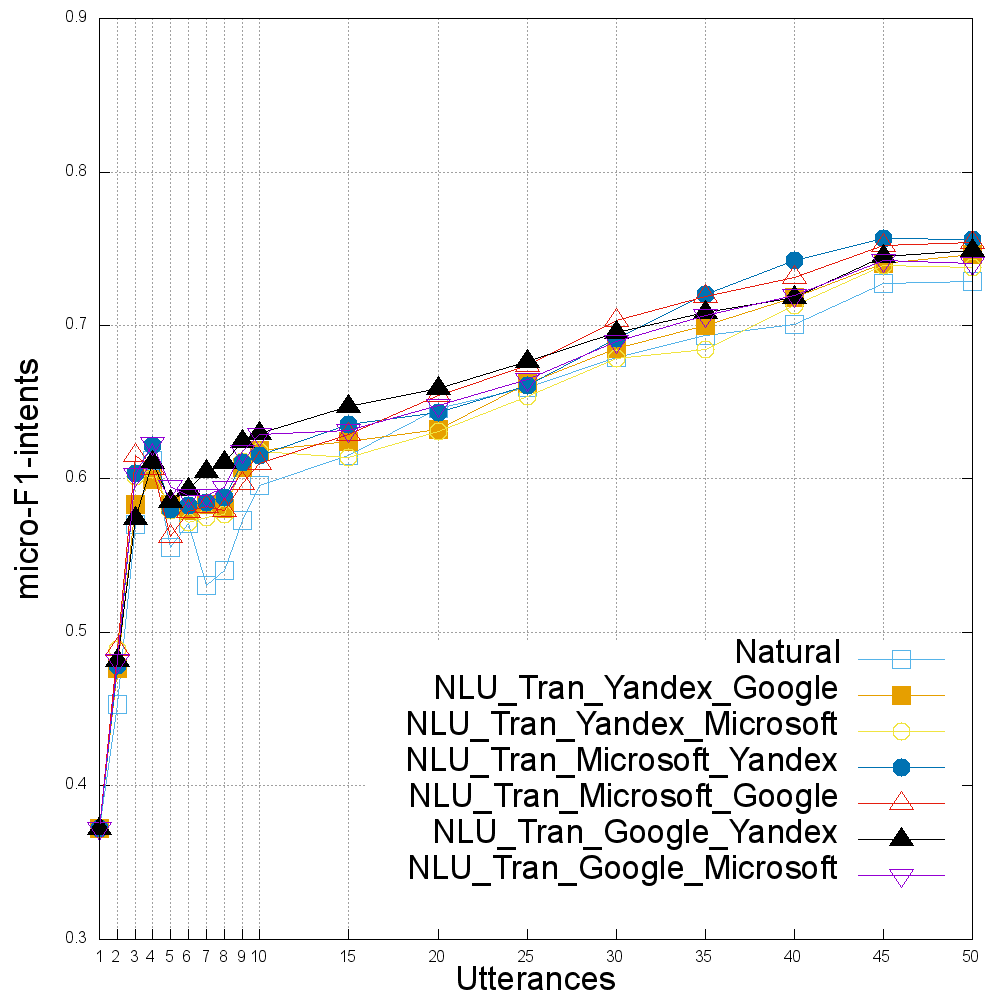 0.9
0.8
0.7
0.6
0.5
0.4
0.3
micro-F1-intents
Natural
NLU_Tran_Yandex_Google
NLU_Tran_Yandex_Microsoft
NLU_Tran_Microsoft_Yandex
NLU_Tran_Microsoft_Google
NLU_Tran_Google_Yandex
NLU_Tran_Google_Microsoft
1 2 3 4 5 6 7 8 9 10 15 20 25 30 35 40 45 50
Utterances